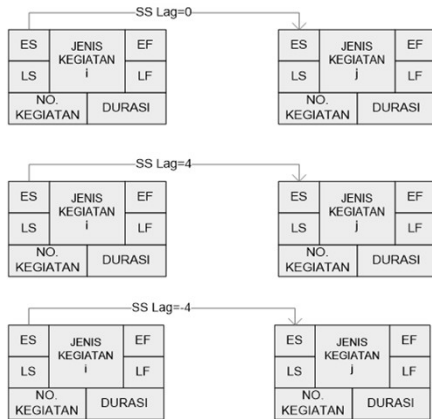 SS Lag=0
ES JENIS EF ES JENIS EF
KEGIATAN KEGIATAN
LS i LF LS j LF
NO. DURASI NO. DURASI
KEGIATAN KEGIATAN
SS Lag=4
ES JENIS EF ES JENIS EF
KEGIATAN KEGIATAN
LS i LF LS j LF
NO. DURASI NO. DURASI
KEGIATAN KEGIATAN
SS Lag=-4
ES JENIS EF ES JENIS EF
KEGIATAN KEGIATAN
LS i LF LS j LF
NO. DURASI NO. DURASI
KEGIATAN KEGIATAN